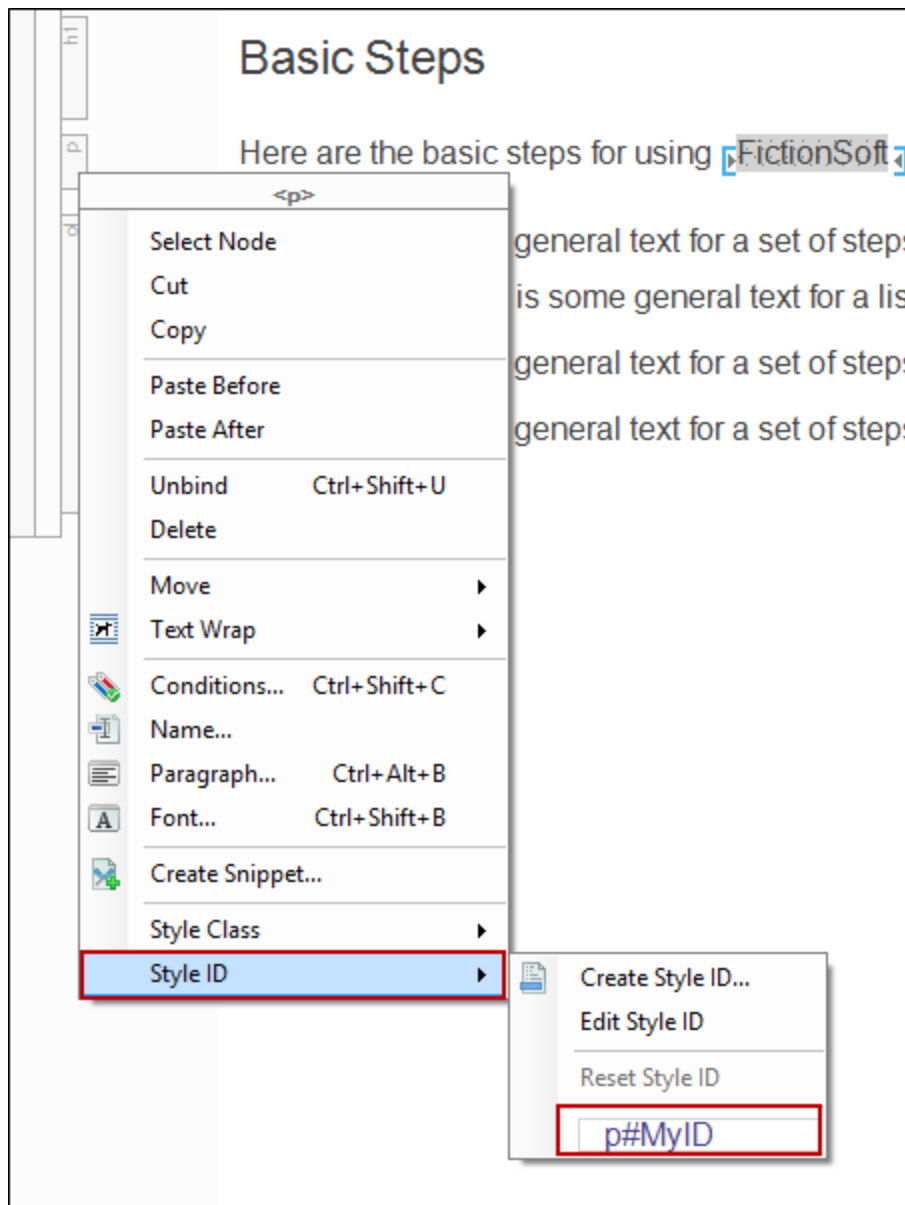 h1
Basic Steps
p
Here are the basic steps for using FictionSoft
<p>
general text for a set of steps
is some general text for a lis
general text for a set of steps
general text for a set of steps
Select Node
Cut
Copy
Paste Before
Paste After
Unbind Ctrl+Shift+U
Delete
Move
Text Wrap
Conditions... Ctrl+Shift+C
Name...
Paragraph... Ctrl+Alt+B
Font... Ctrl+Shift+B
Create Snippet...
Style Class
Style ID
Create Style ID...
Edit Style ID
Reset Style ID
p#MyID